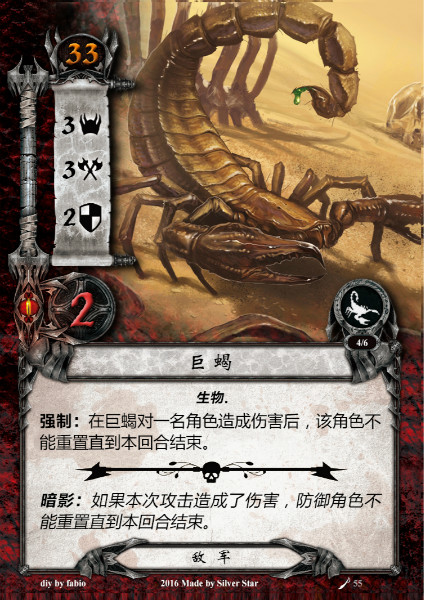 33
3
3
2
2
4/6
巨蝎
生物.
强制：在巨蝎对一名角色造成伤害后，该角色不
能重置直到本回合结束。
暗影：如果本次攻击造成了伤害，防御角色不
能重置直到本回合结束。
敌军
diy by fabio 2016 Made by Silver Star 55